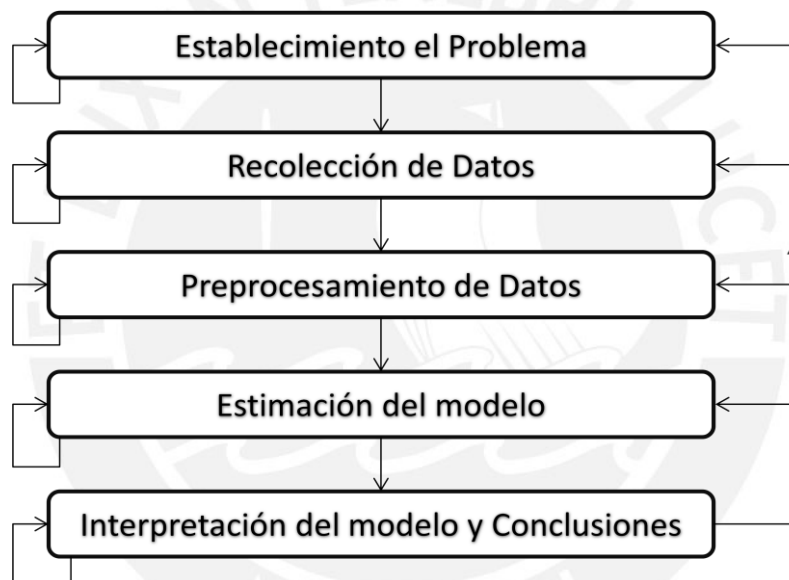 Establecimiento el Problema
Recolección de Datos
Preprocesamiento de Datos
Estimación del modelo
Interpretación del modelo y Conclusiones